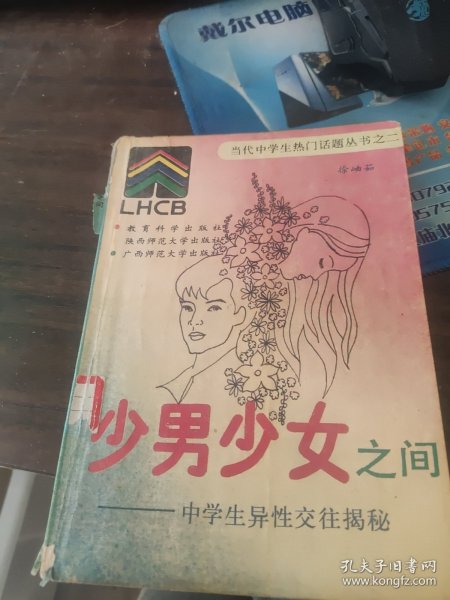 戴尔电脑
当代中学生热门话题丛书之二
徐岫茹
LHCB
教育科学出版社
陕西师范大学出版社
广西师范大学出版社
少男少女之间
——中学生异性交往揭秘
0792
0575
孔夫子旧书网
www.kongfz.com